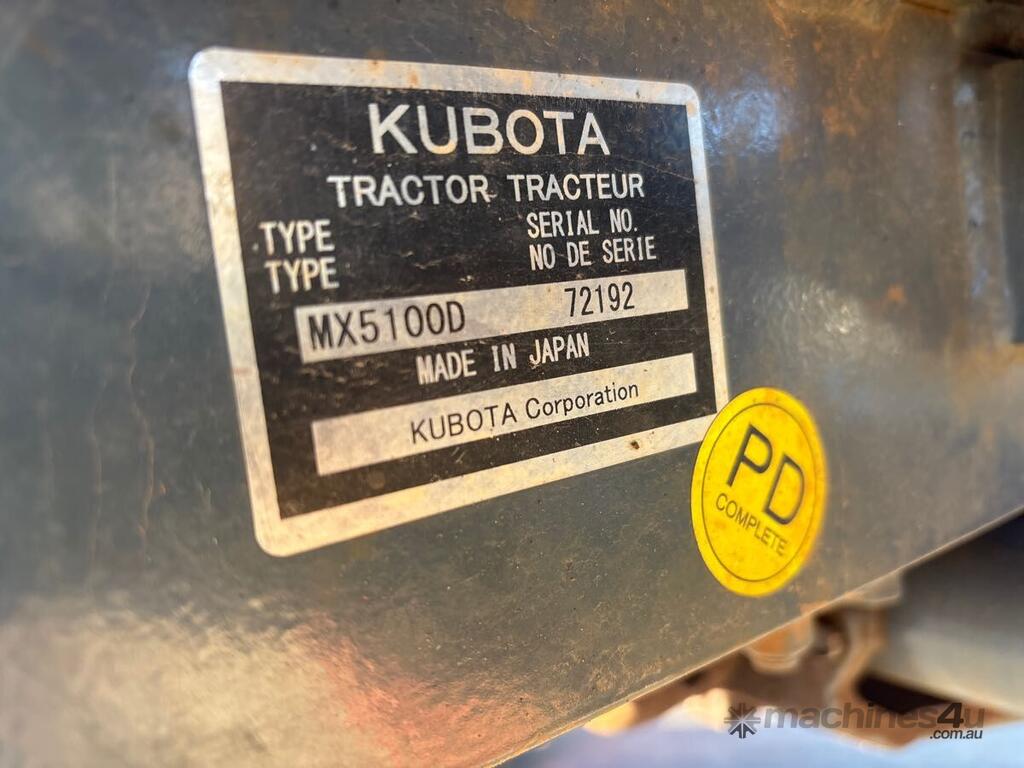 KUBOTA
TRACTOR TRACTEUR
TYPE SERIAL NO.
TYPE NO DE SERIE
MX5100D 72192
MADE IN JAPAN
KUBOTA Corporation
PD
COMPLETE
machines4u
.com.au